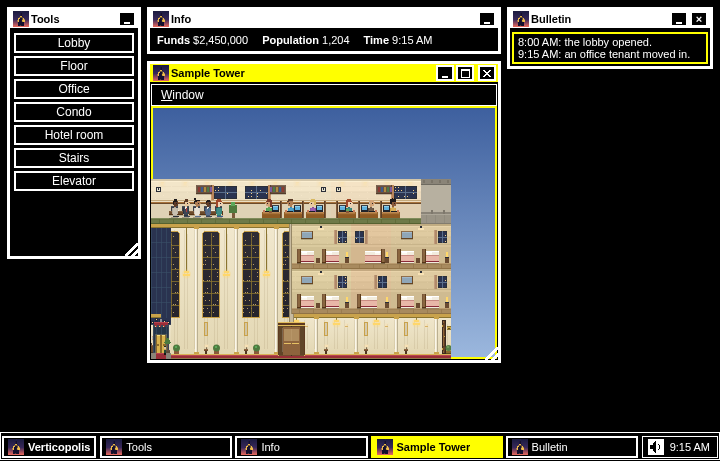 Tools
Lobby
Floor
Office
Condo
Hotel room
Stairs
Elevator
Info
Funds $2,450,000 Population 1,204 Time 9:15 AM
Sample Tower
Window
Bulletin
8:00 AM: the lobby opened.
9:15 AM: an office tenant moved in.
Verticopolis
Tools
Info
Sample Tower
Bulletin
9:15 AM